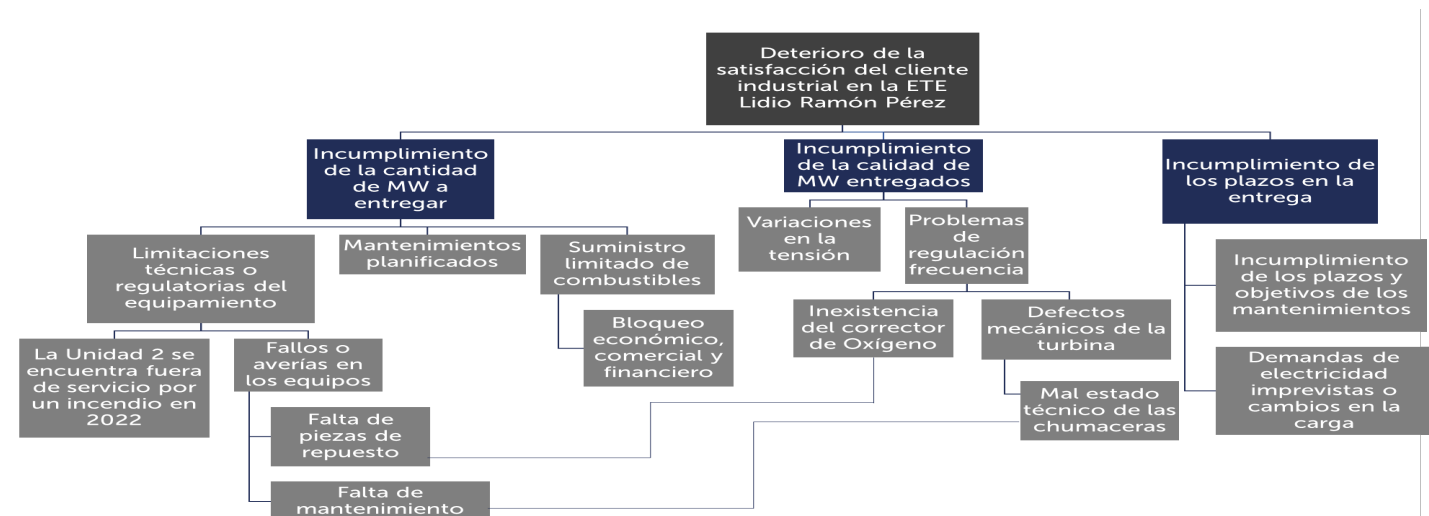 Deterioro de la
satisfacción del cliente
industrial en la ETE
Lidio Ramón Pérez
Incumplimiento
de la cantidad
de MW a
entregar
Incumplimiento
de la calidad de
MW entregados
Incumplimiento de
los plazos en la
entrega
Limitaciones
técnicas o
regulatorias del
equipamiento
Mantenimientos
planificados
Suministro
limitado de
combustibles
Variaciones
en la
tensión
Problemas
de
regulación
frecuencia
Incumplimiento
de los plazos y
objetivos de los
mantenimientos
La Unidad 2 se
encuentra fuera
de servicio por
un incendio en
2022
Fallos o
averías en
los equipos
Bloqueo
económico,
comercial y
financiero
Inexistencia
del corrector
de Oxígeno
Defectos
mecánicos de la
turbina
Demandas de
electricidad
imprevistas o
cambios en la
carga
Falta de
piezas de
repuesto
Mal estado
técnico de las
chumaceras
Falta de
mantenimiento